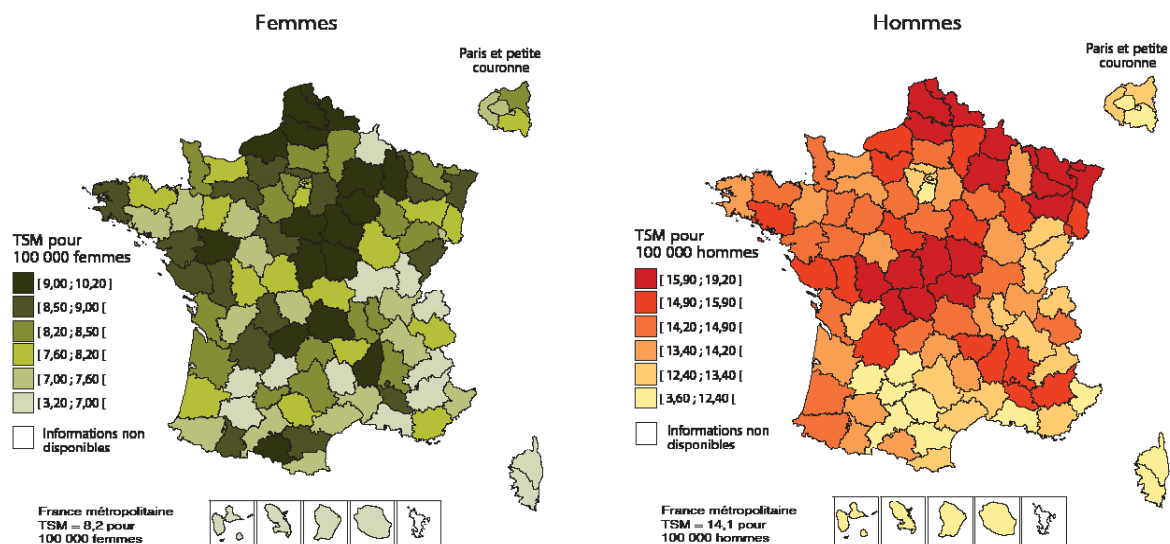 Femmes
Paris et petite
couronne
TSM pour
100 000 femmes
[ 9,00 ; 10,20 ]
[ 8,50 ; 9,00 [
[ 8,20 ; 8,50 [
[ 7,60 ; 8,20 [
[ 7,00 ; 7,60 [
[ 3,20 ; 7,00 [
Informations non
disponibles
France métropolitaine
TSM = 8,2 pour
100 000 femmes
Hommes
Paris et petite
couronne
TSM pour
100 000 hommes
[ 15,90 ; 19,20 ]
[ 14,90 ; 15,90 [
[ 14,20 ; 14,90 [
[ 13,40 ; 14,20 [
[ 12,40 ; 13,40 [
[ 3,60 ; 12,40 [
Informations non
disponibles
France métropolitaine
TSM = 14,1 pour
100 000 hommes